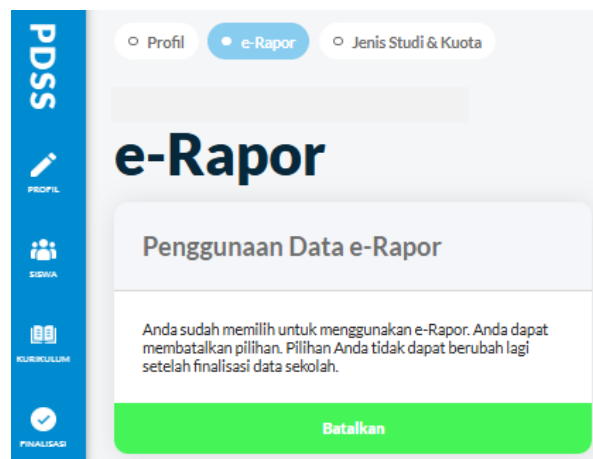 PDSS
Profil
e-Rapor
Jenis Studi & Kuota
e-Rapor
PROFIL
SISWA
KURIKULUM
FINALISASI
Penggunaan Data e-Rapor
Anda sudah memilih untuk menggunakan e-Rapor. Anda dapat
membatalkan pilihan. Pilihan Anda tidak dapat berubah lagi
setelah finalisasi data sekolah.
Batalkan